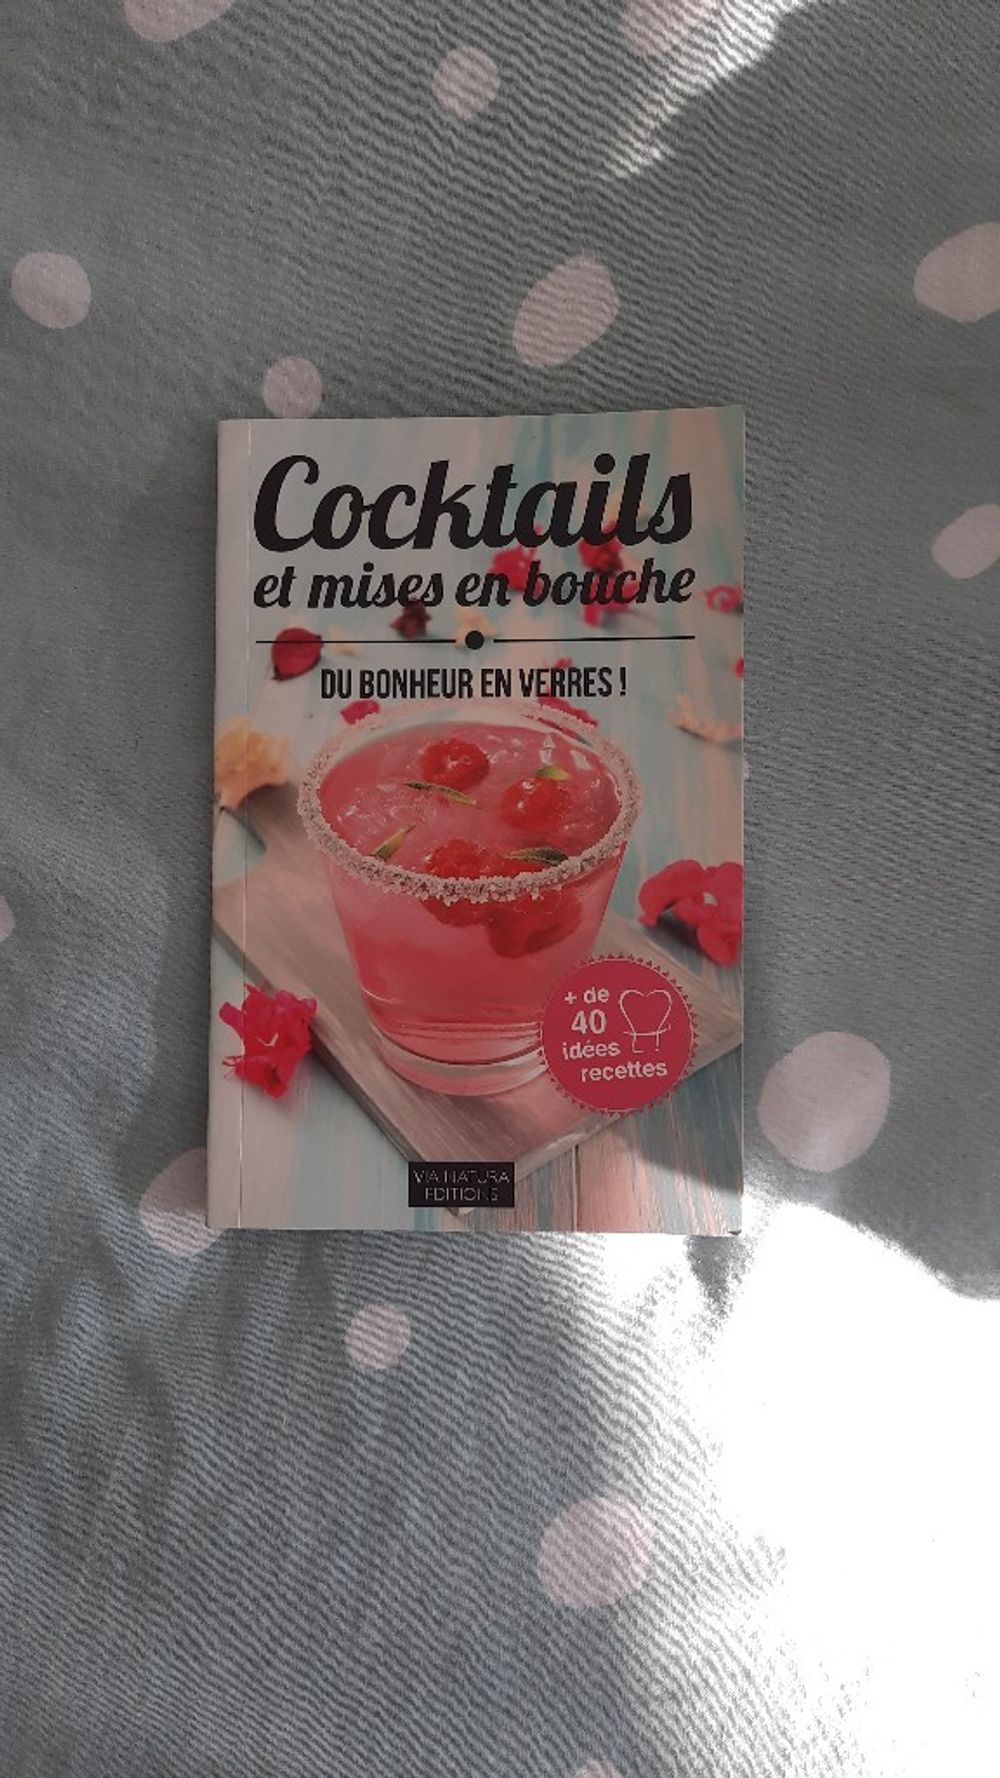 Cocktails
et mises en bouche
DU BONHEUR EN VERRES !
+ de
40
idées
recettes
VIA NATURA
EDITIONS